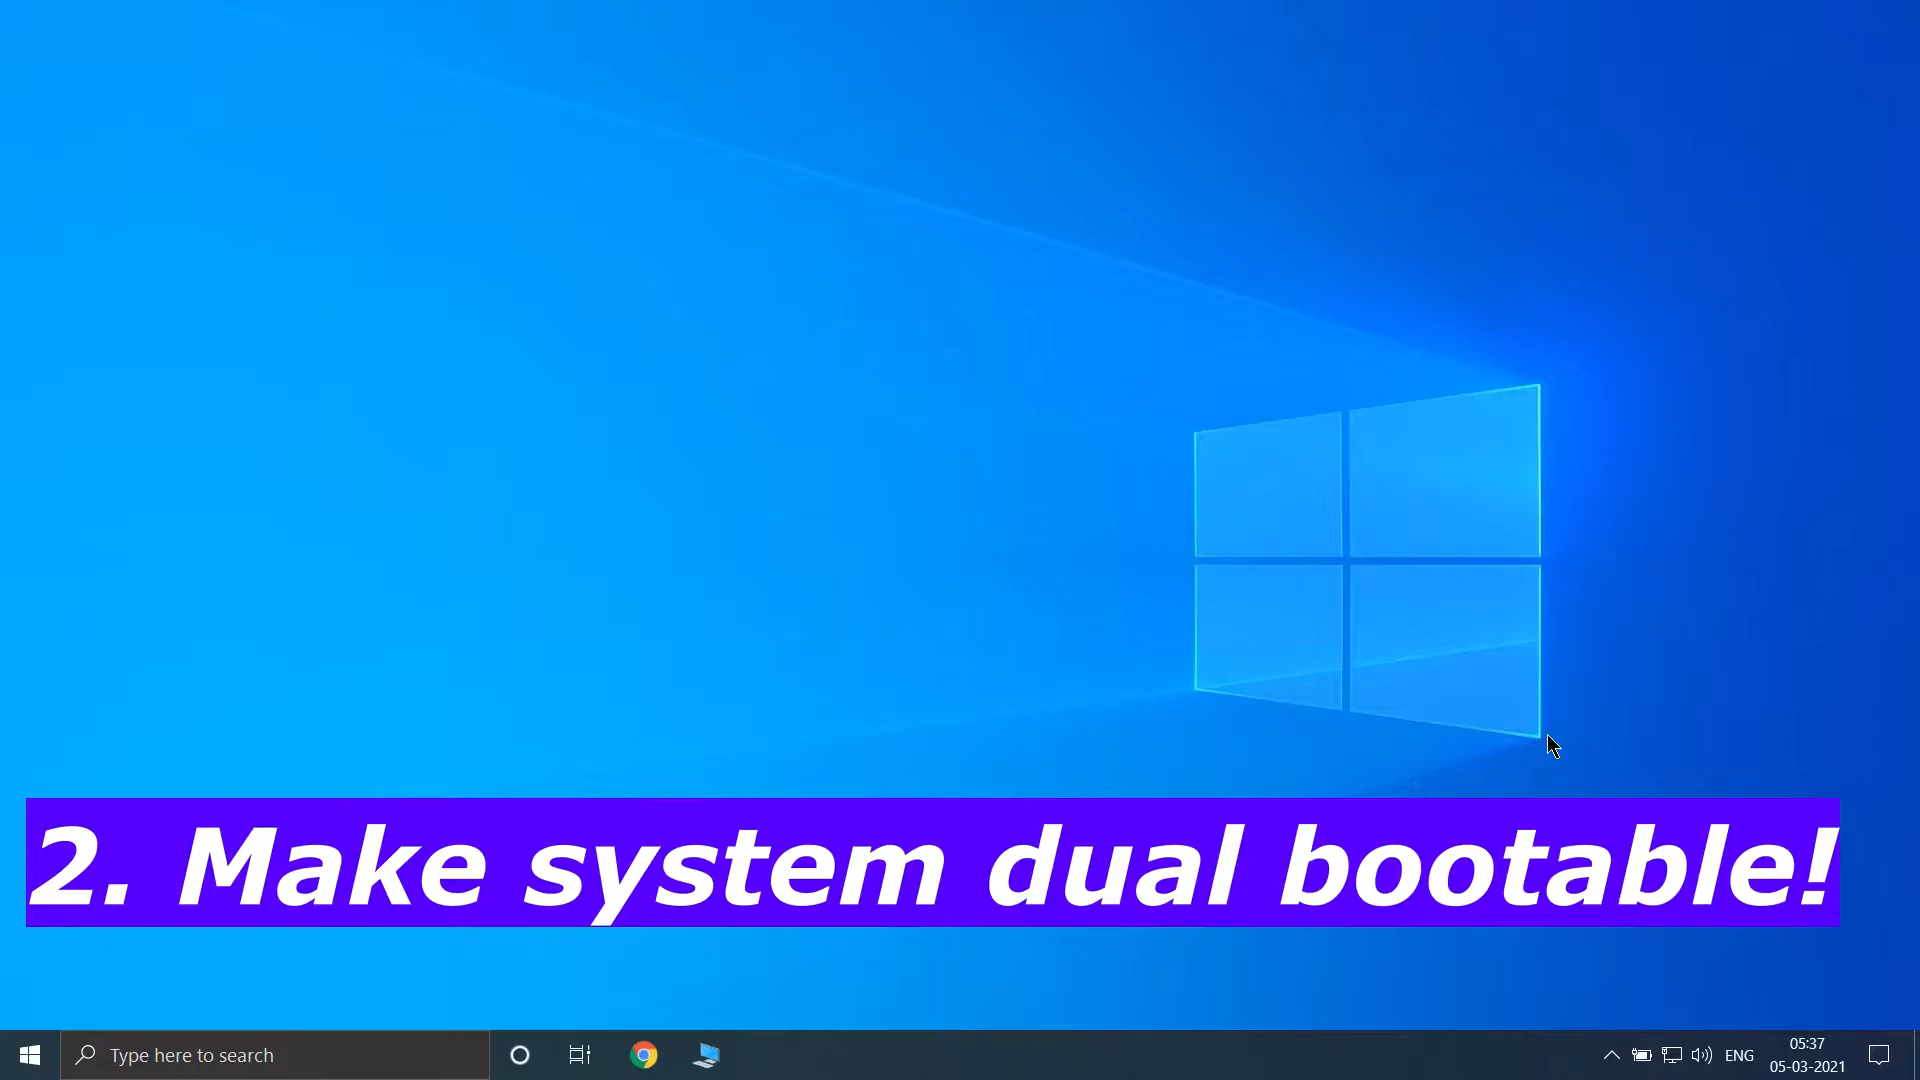 2. Make system dual bootable!
Type here to search
ENG
05:37
05-03-2021